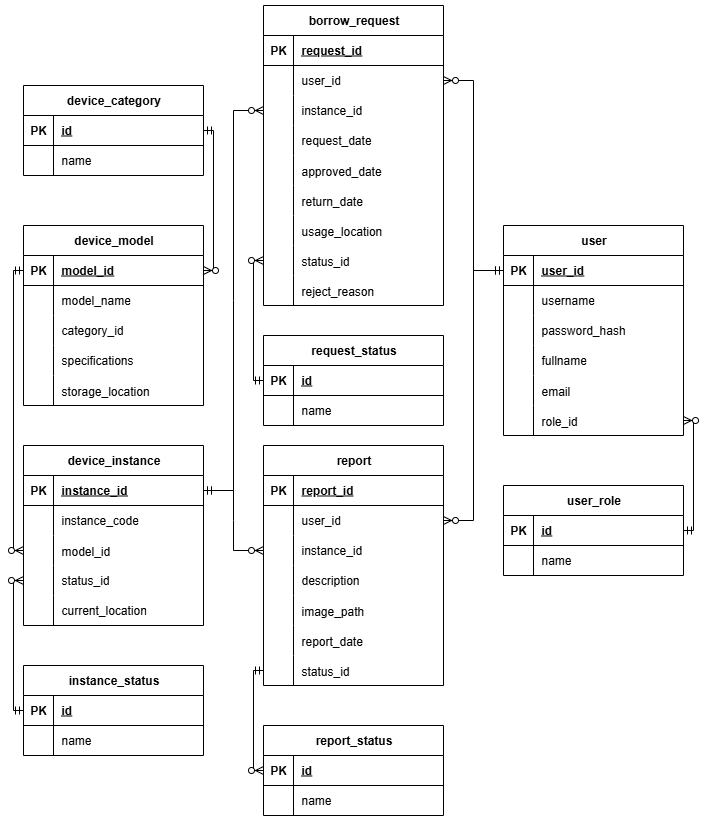 borrow_request
PK request_id
user_id
instance_id
request_date
approved_date
return_date
usage_location
status_id
reject_reason
device_category
PK id
name
device_model
PK model_id
model_name
category_id
specifications
storage_location
user
PK user_id
username
password_hash
fullname
email
role_id
request_status
PK id
name
device_instance
PK instance_id
instance_code
model_id
status_id
current_location
report
PK report_id
user_id
instance_id
description
image_path
report_date
status_id
user_role
PK id
name
instance_status
PK id
name
report_status
PK id
name